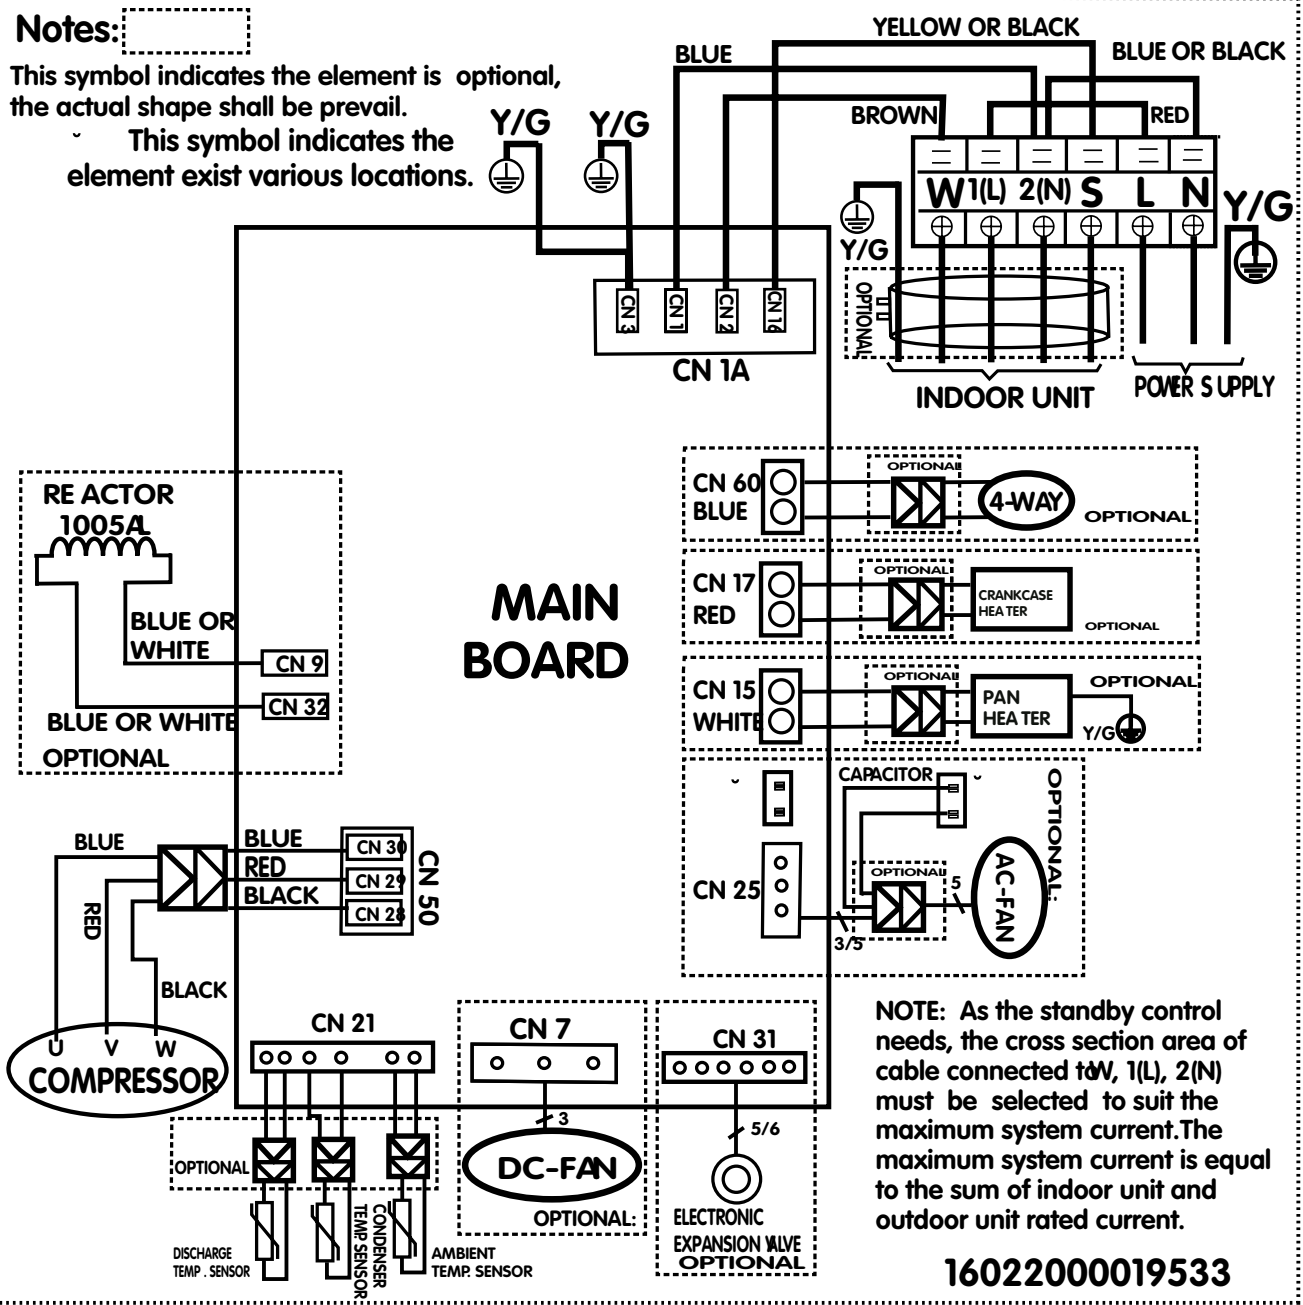 Notes:
This symbol indicates the element is optional,
the actual shape shall be prevail.
˘ This symbol indicates the
element exist various locations.
Y/G
Y/G
BLUE
YELLOW OR BLACK
BLUE OR BLACK
BROWN
RED
W 1(L) 2(N) S L N
Y/G
Y/G
OPTIONAL
INDOOR UNIT
POWER SUPPLY
CN 3
CN 1
CN 2
CN 16
CN 1A
RE ACTOR
1005AL
BLUE OR
WHITE
CN 9
CN 32
BLUE OR WHITE
OPTIONAL
MAIN
BOARD
CN 60
BLUE
OPTIONAL
4-WAY
OPTIONAL
CN 17
RED
OPTIONAL
CRANKCASE
HEA TER
OPTIONAL
CN 15
WHITE
OPTIONAL
PAN
HEA TER
OPTIONAL
Y/G
˘
CAPACITOR
˘
OPTIONAL:
CN 25
OPTIONAL
3/5
5
AC-FAN
BLUE
RED
BLACK
BLUE
RED
BLACK
CN 30
CN 29
CN 28
CN 50
U V W
COMPRESSOR
CN 21
OPTIONAL
DISCHARGE
TEMP . SENSOR
CONDENSER
TEMP. SENSOR
AMBIENT
TEMP. SENSOR
CN 7
3
DC-FAN
OPTIONAL:
CN 31
5/6
ELECTRONIC
EXPANSION VALVE
OPTIONAL
NOTE: As the standby control
needs, the cross section area of
cable connected to W, 1(L), 2(N)
must be selected to suit the
maximum system current.The
maximum system current is equal
to the sum of indoor unit and
outdoor unit rated current.
16022000019533